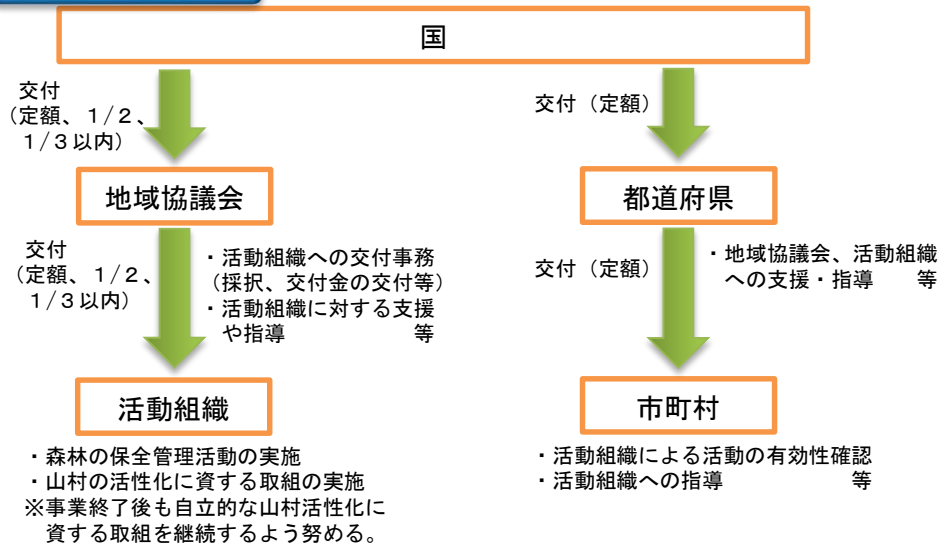 国
交付
（定額、１/２、
１/３以内）
交付（定額）
地域協議会
都道府県
交付
（定額、１/２、
１/３以内）
・活動組織への交付事務
（採択、交付金の交付等）
・活動組織に対する支援
や指導　　　　　　等
交付（定額）
・地域協議会、活動組織
への支援・指導　　等
活動組織
市町村
・森林の保全管理活動の実施
・山村の活性化に資する取組の実施
※事業終了後も自立的な山村活性化に
資する取組を継続するよう努める。
・活動組織による活動の有効性確認
・活動組織への指導　　　　　等